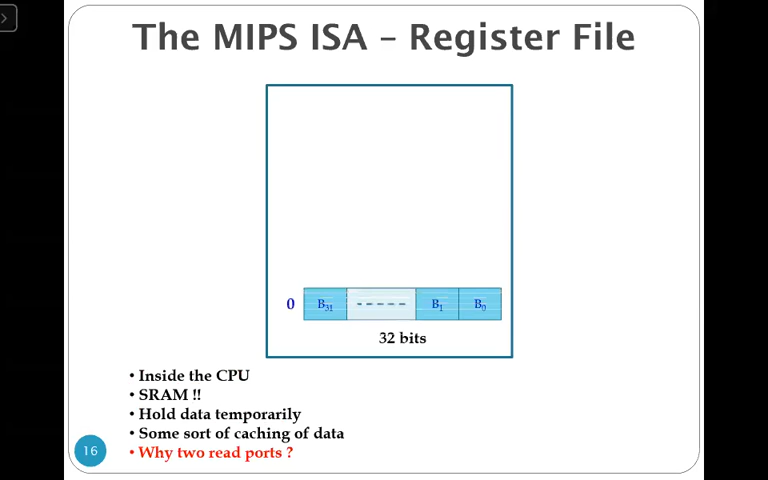 The MIPS ISA – Register File
0 B31 ----- B1 B0
32 bits
• Inside the CPU
• SRAM !!
• Hold data temporarily
• Some sort of caching of data
• Why two read ports ?
16